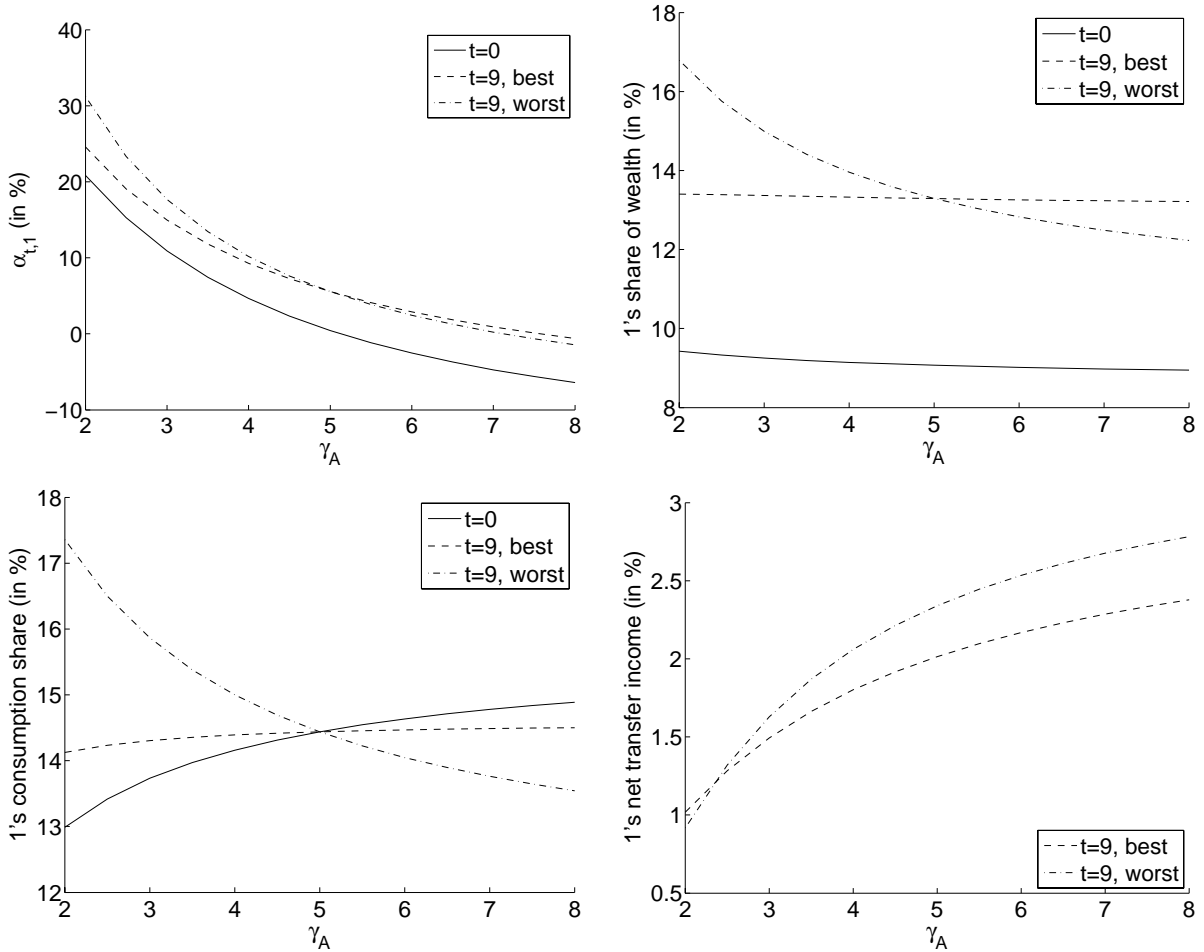 40
30
20
10
0
−10
α_{t,1} (in %)
t=0
t=9, best
t=9, worst
2 3 4 5 6 7 8
γ_A
18
16
14
12
10
8
1's share of wealth (in %)
t=0
t=9, best
t=9, worst
2 3 4 5 6 7 8
γ_A
18
17
16
15
14
13
12
1's consumption share (in %)
t=0
t=9, best
t=9, worst
2 3 4 5 6 7 8
γ_A
3
2.5
2
1.5
1
0.5
1's net transfer income (in %)
t=9, best
t=9, worst
2 3 4 5 6 7 8
γ_A